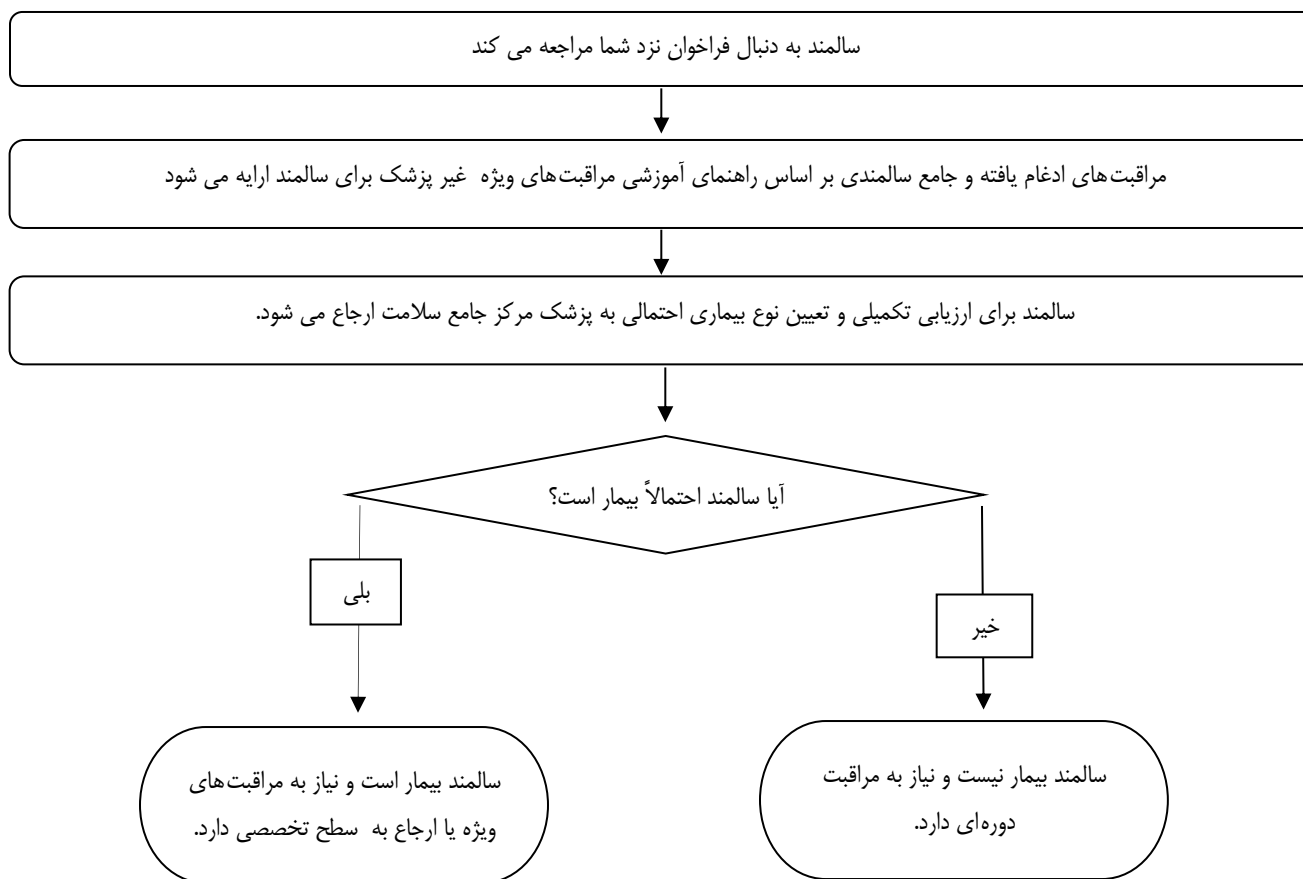 سالمند به دنبال فراخوان نزد شما مراجعه می کند
مراقبت‌های ادغام یافته و جامع سالمندی بر اساس راهنمای آموزشی مراقبت‌های ویژه غیر پزشک برای سالمند ارایه می شود
سالمند برای ارزیابی تکمیلی و تعیین نوع بیماری احتمالی به پزشک مرکز جامع سلامت ارجاع می شود.
آیا سالمند احتمالاً بیمار است؟
بلی
خیر
سالمند بیمار نیست و نیاز به مراقبت
دوره‌ای دارد.
سالمند بیمار است و نیاز به مراقبت‌های
ویژه یا ارجاع به سطح تخصصی دارد.